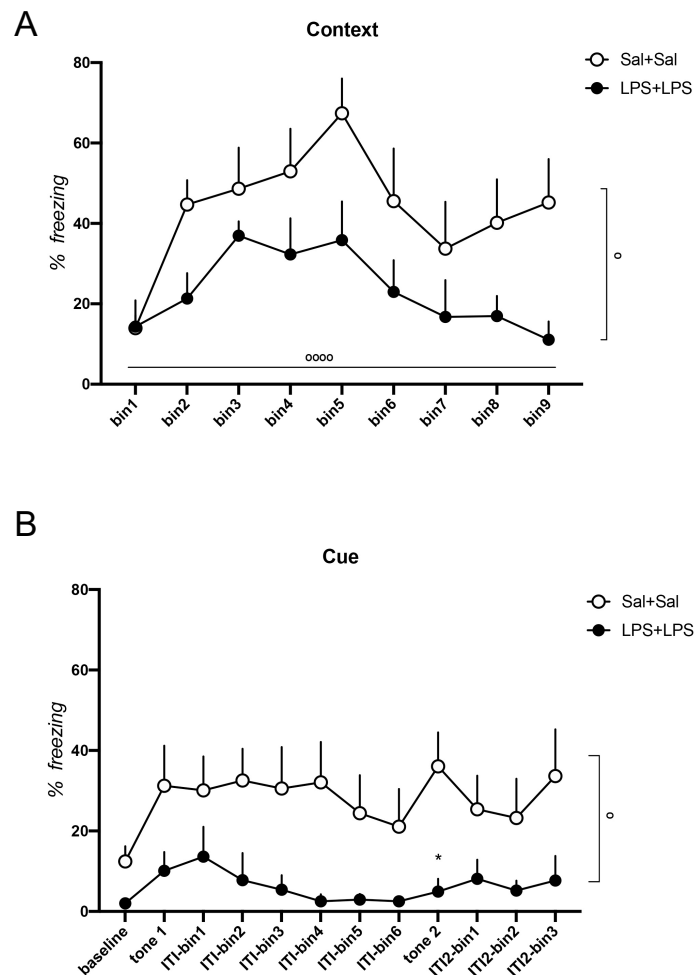 A
Context
Sal+Sal
LPS+LPS
80
60
40
20
0
% freezing
oooo
o
bin1
bin2
bin3
bin4
bin5
bin6
bin7
bin8
bin9
B
Cue
Sal+Sal
LPS+LPS
80
60
40
20
0
% freezing
*
o
baseline
tone 1
ITI-bin1
ITI-bin2
ITI-bin3
ITI-bin4
ITI-bin5
ITI-bin6
tone 2
ITI2-bin1
ITI2-bin2
ITI2-bin3